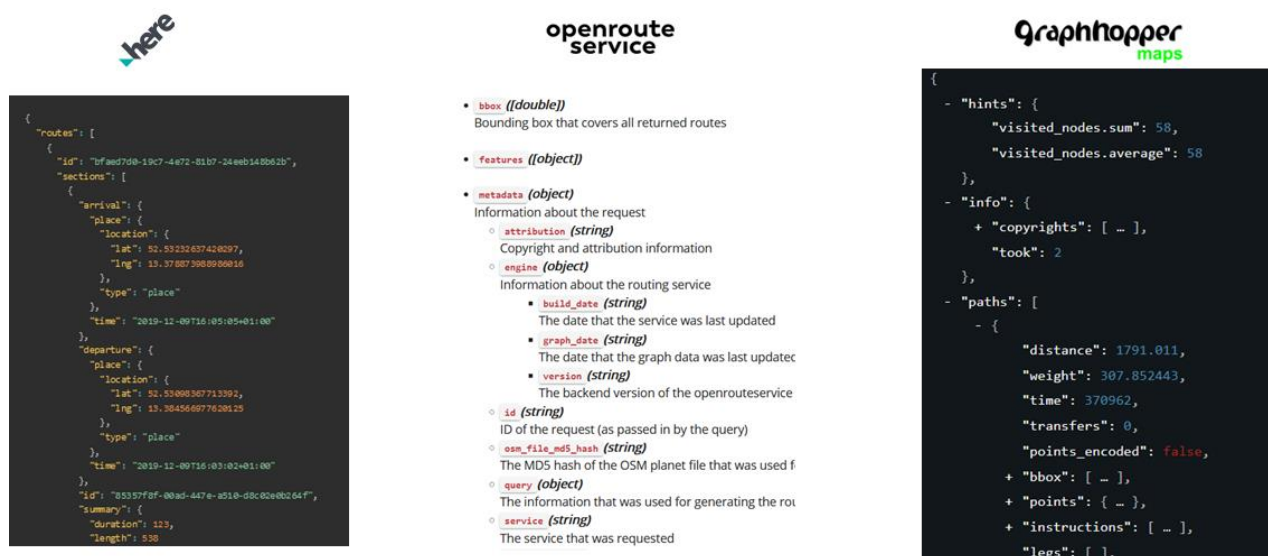 here
{
"routes": [
{
"id": "bfaed7d0-19c7-4e72-81b7-24eeb148b62b",
"sections": [
{
"arrival": {
"place": {
"location": {
"lat": 52.53232637420297,
"lng": 13.378873988986016
},
"type": "place"
},
"time": "2019-12-09T16:05:05+01:00"
},
"departure": {
"place": {
"location": {
"lat": 52.53098367713392,
"lng": 13.384566977620125
},
"type": "place"
},
"time": "2019-12-09T16:03:02+01:00"
},
"id": "85357f8f-00ad-447e-a510-d8c02e0b264f",
"summary": {
"duration": 123,
"length": 538
openroute
service
• bbox ([double])
Bounding box that covers all returned routes
• features ([object])
• metadata (object)
Information about the request
○ attribution (string)
Copyright and attribution information
○ engine (object)
Information about the routing service
▪ build_date (string)
The date that the service was last updated
▪ graph_date (string)
The date that the graph data was last updated
▪ version (string)
The backend version of the openrouteservice
○ id (string)
ID of the request (as passed in by the query)
○ osm_file_md5_hash (string)
The MD5 hash of the OSM planet file that was used f
○ query (object)
The information that was used for generating the rou
○ service (string)
The service that was requested
graphhopper
maps
{
- "hints": {
"visited_nodes.sum": 58,
"visited_nodes.average": 58
},
- "info": {
+ "copyrights": [ … ],
"took": 2
},
- "paths": [
- {
"distance": 1791.011,
"weight": 307.852443,
"time": 370962,
"transfers": 0,
"points_encoded": false,
+ "bbox": [ … ],
+ "points": { … },
+ "instructions": [ … ],
"legs": [ ],